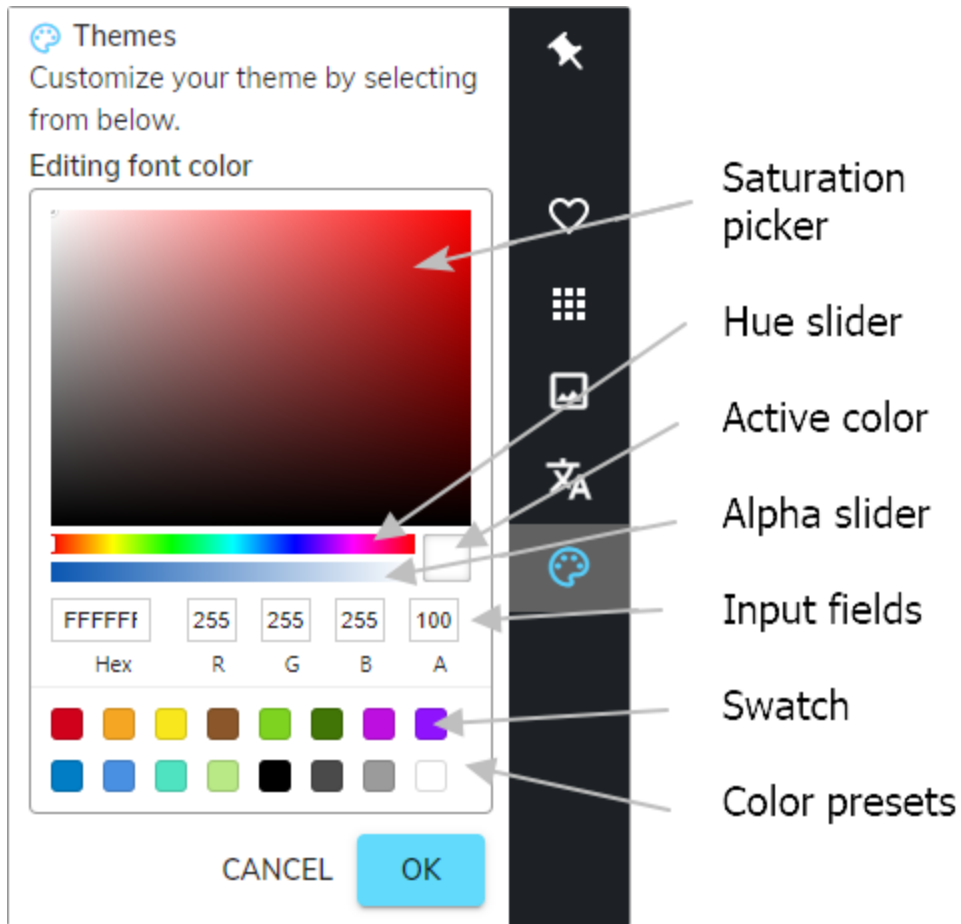 Themes
Customize your theme by selecting
from below.
Editing font color
Saturation
picker
Hue slider
Active color
Alpha slider
Input fields
Swatch
Color presets
FFFFFF 255 255 255 100
Hex R G B A
CANCEL OK